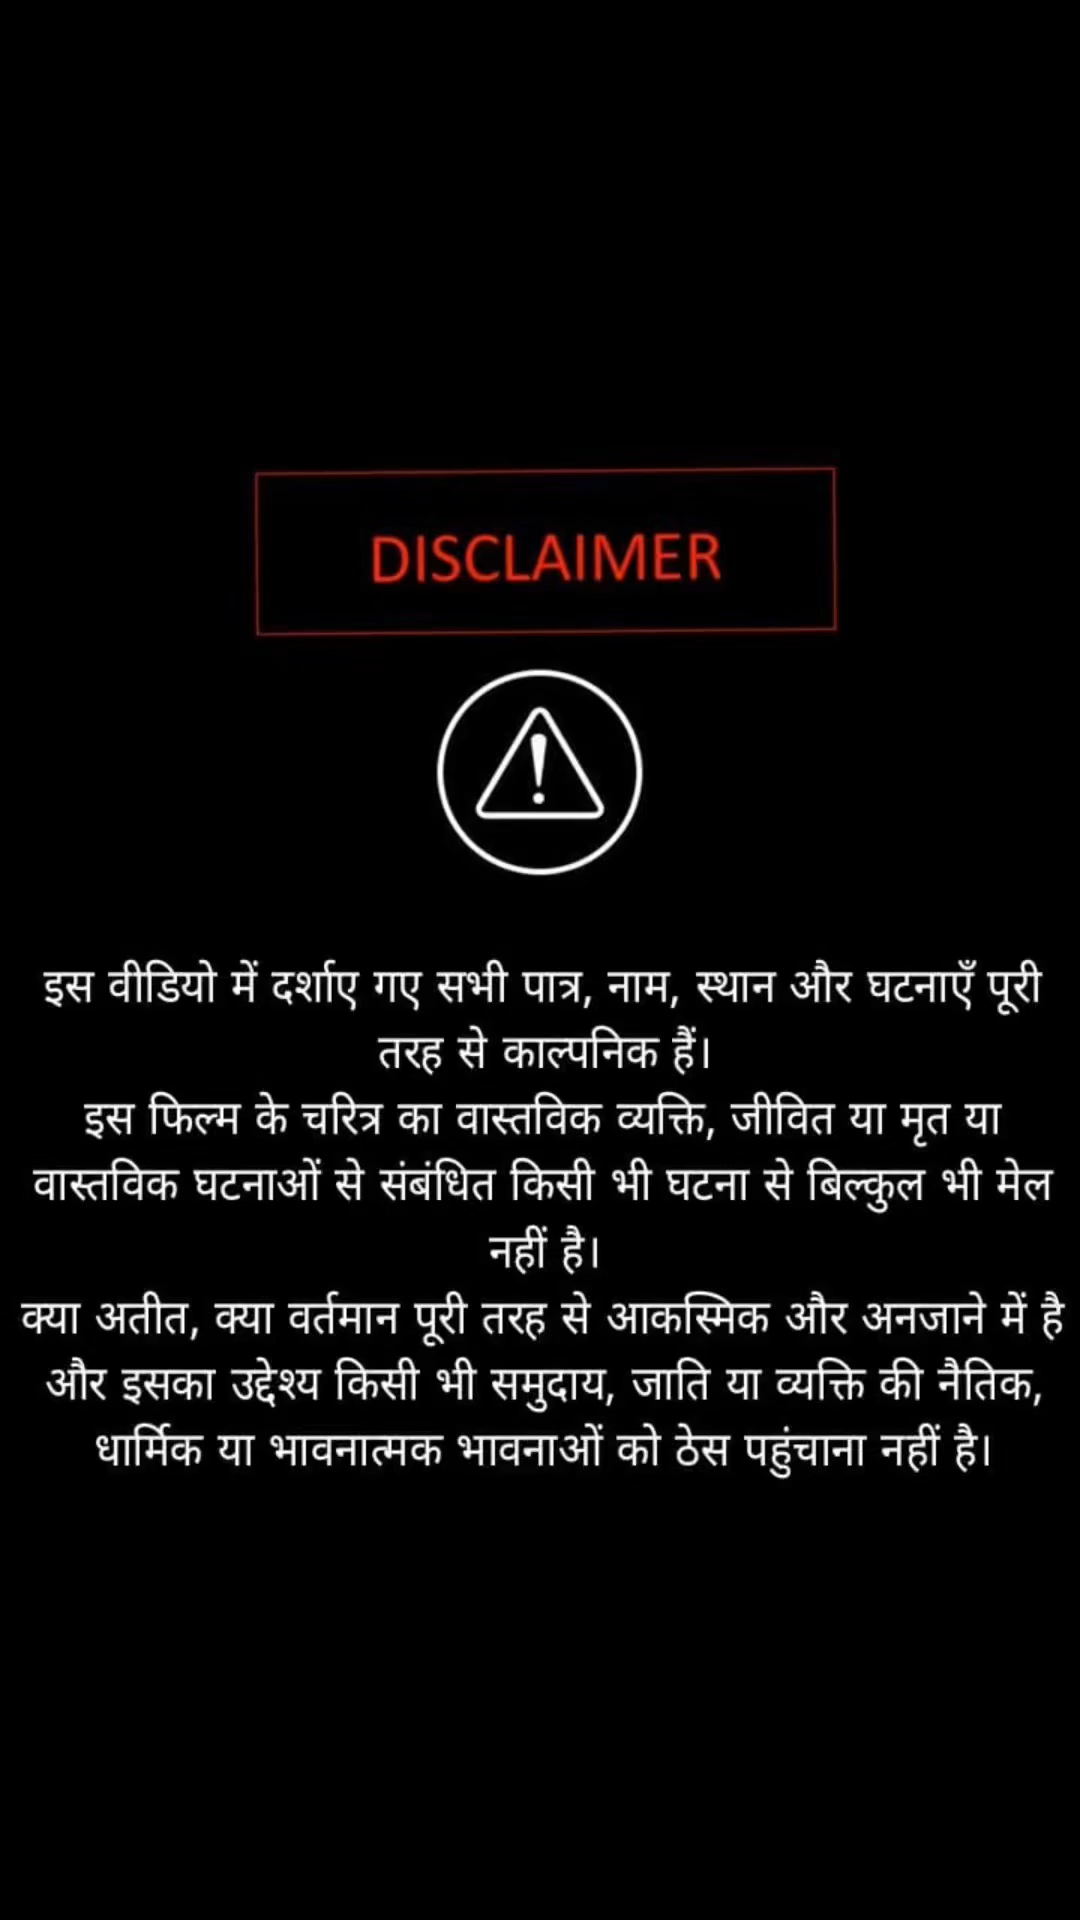 DISCLAIMER
इस वीडियो में दर्शाए गए सभी पात्र, नाम, स्थान और घटनाएँ पूरी
तरह से काल्पनिक हैं।
इस फिल्म के चरित्र का वास्तविक व्यक्ति, जीवित या मृत या
वास्तविक घटनाओं से संबंधित किसी भी घटना से बिल्कुल भी मेल
नहीं है।
क्या अतीत, क्या वर्तमान पूरी तरह से आकस्मिक और अनजाने में है
और इसका उद्देश्य किसी भी समुदाय, जाति या व्यक्ति की नैतिक,
धार्मिक या भावनात्मक भावनाओं को ठेस पहुंचाना नहीं है।